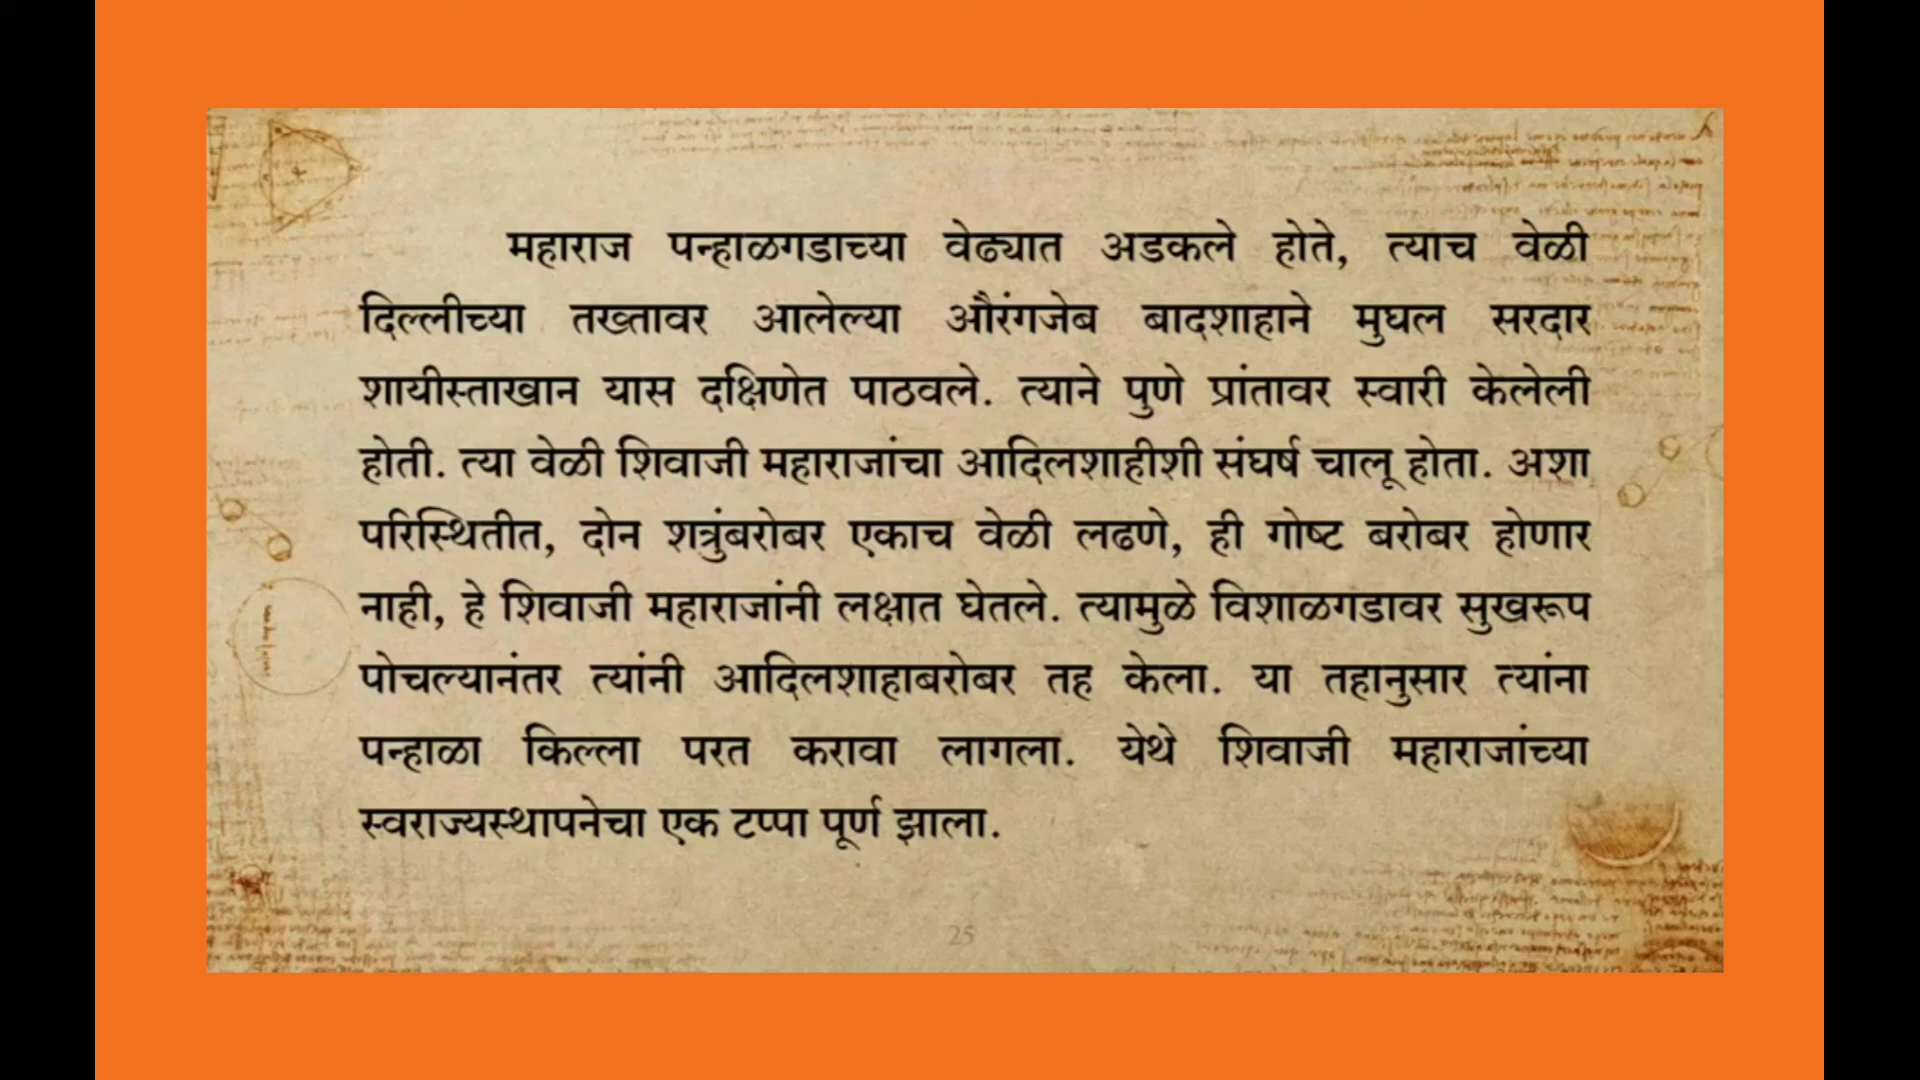 महाराज पन्हाळगडाच्या वेढ्यात अडकले होते, त्याच वेळी
दिल्लीच्या तख्तावर आलेल्या औरंगजेब बादशाहाने मुघल सरदार
शायीस्ताखान यास दक्षिणेत पाठवले. त्याने पुणे प्रांतावर स्वारी केलेली
होती. त्या वेळी शिवाजी महाराजांचा आदिलशाहीशी संघर्ष चालू होता. अशा
परिस्थितीत, दोन शत्रुंबरोबर एकाच वेळी लढणे, ही गोष्ट बरोबर होणार
नाही, हे शिवाजी महाराजांनी लक्षात घेतले. त्यामुळे विशाळगडावर सुखरूप
पोचल्यानंतर त्यांनी आदिलशाहाबरोबर तह केला. या तहानुसार त्यांना
पन्हाळा किल्ला परत करावा लागला. येथे शिवाजी महाराजांच्या
स्वराज्यस्थापनेचा एक टप्पा पूर्ण झाला.
25